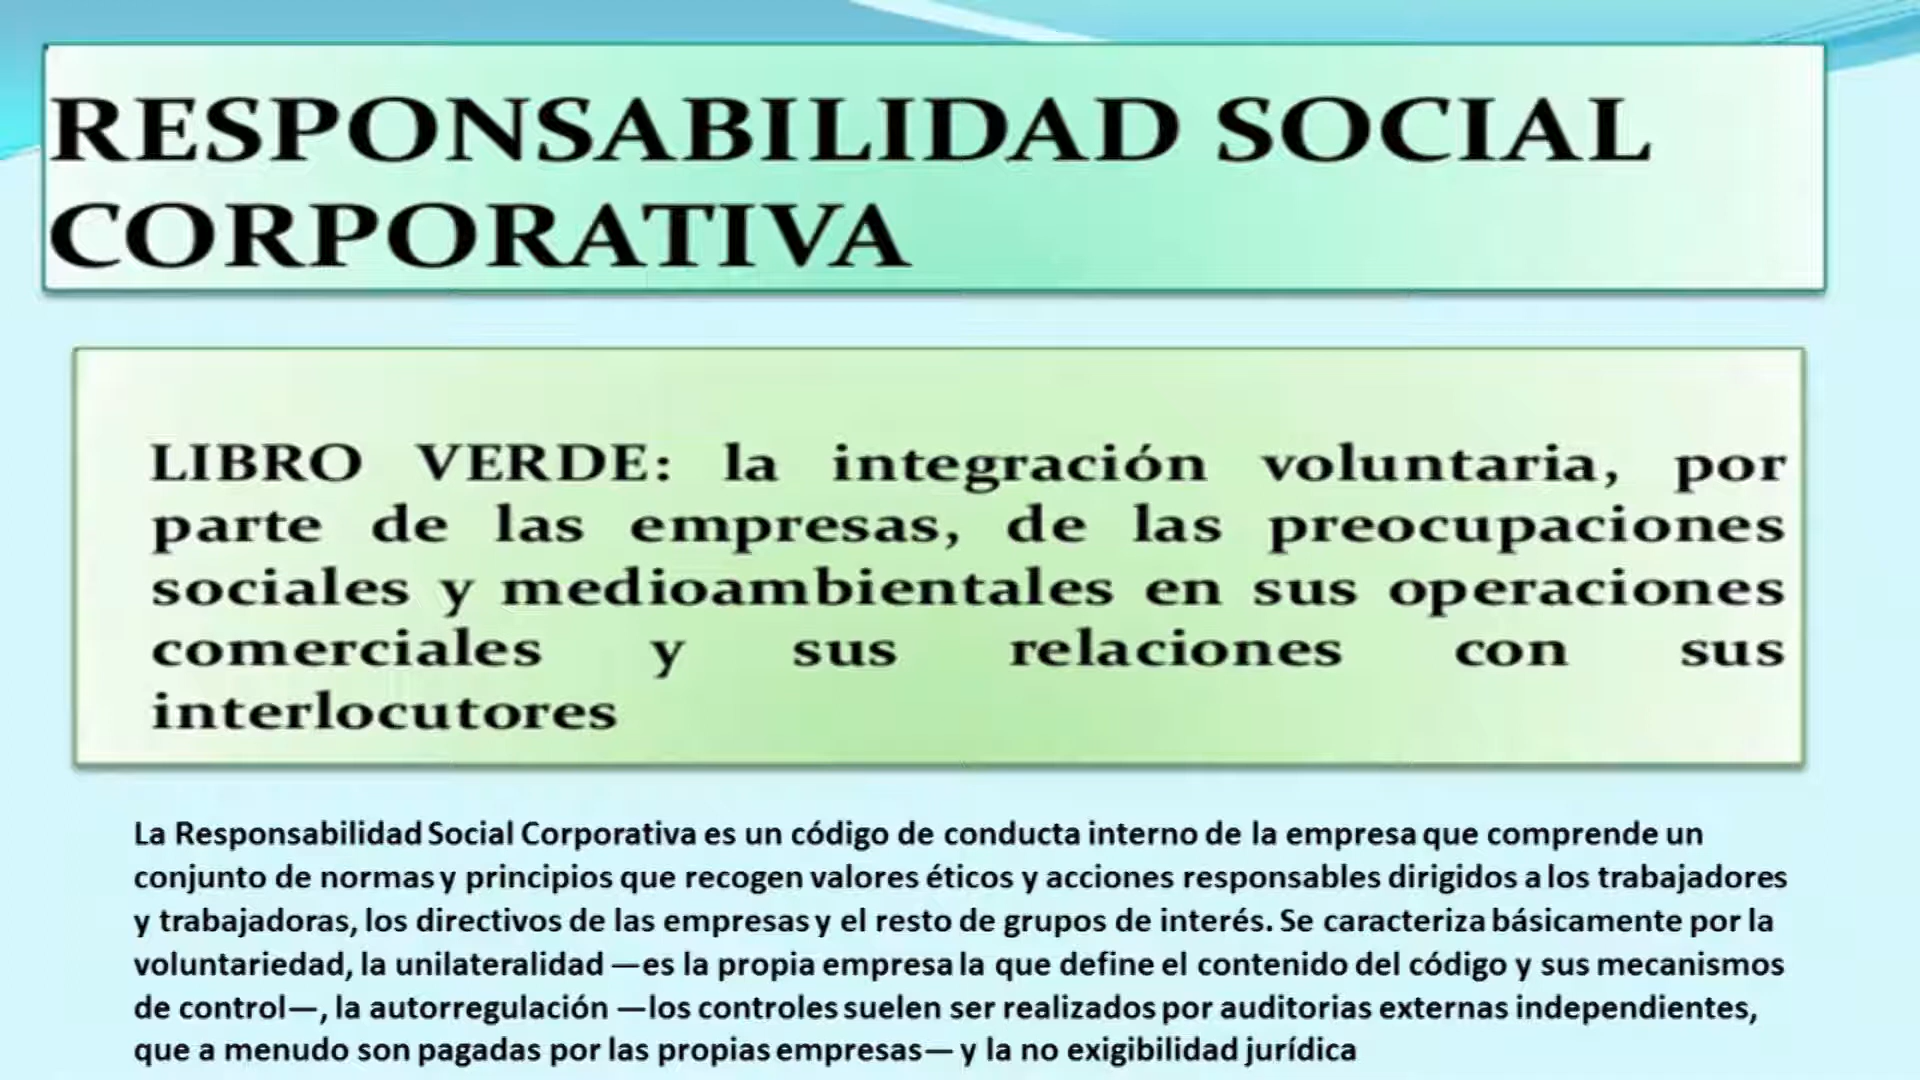 RESPONSABILIDAD SOCIAL
CORPORATIVA
LIBRO VERDE: la integración voluntaria, por
parte de las empresas, de las preocupaciones
sociales y medioambientales en sus operaciones
comerciales y sus relaciones con sus
interlocutores
La Responsabilidad Social Corporativa es un código de conducta interno de la empresa que comprende un
conjunto de normas y principios que recogen valores éticos y acciones responsables dirigidos a los trabajadores
y trabajadoras, los directivos de las empresas y el resto de grupos de interés. Se caracteriza básicamente por la
voluntariedad, la unilateralidad —es la propia empresa la que define el contenido del código y sus mecanismos
de control—, la autorregulación —los controles suelen ser realizados por auditorias externas independientes,
que a menudo son pagadas por las propias empresas— y la no exigibilidad jurídica